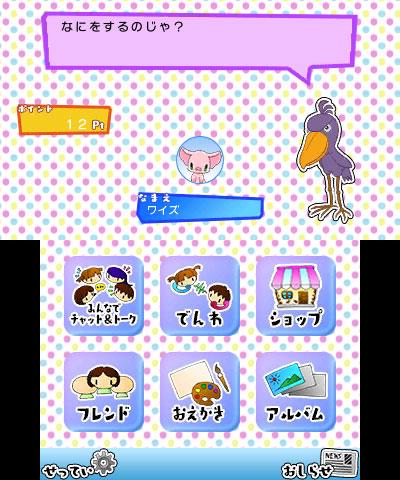 なにをするのじゃ？
ポイント
12 Pt
なまえ
ワイズ
みんなで
チャット&トーク
でんわ
ショップ
フレンド
おえかき
アルバム
せってい
おしらせ
NEWS